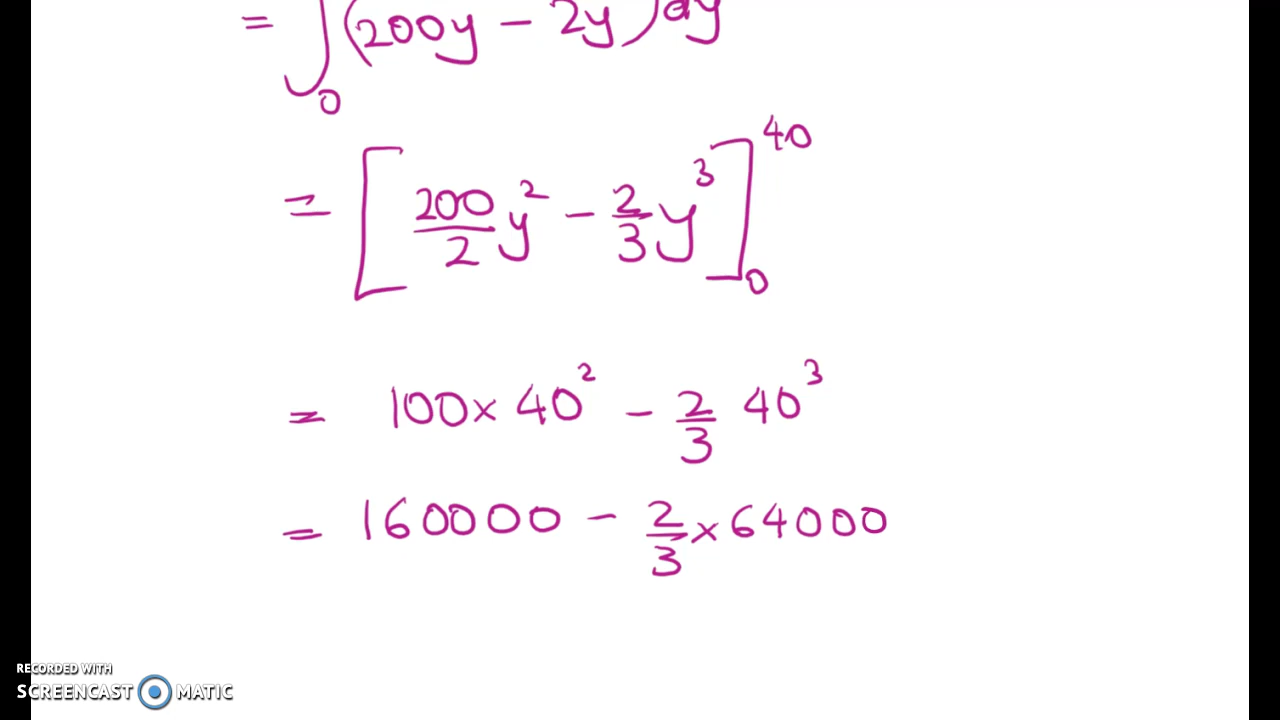 = ∫₀ (200y − 2y ) dy
= [ 200/2 y² − 2/3 y³ ]₀⁴⁰
= 100 × 40² − 2/3 40³
= 160000 − 2/3 × 64000
RECORDED WITH
SCREENCAST MATIC